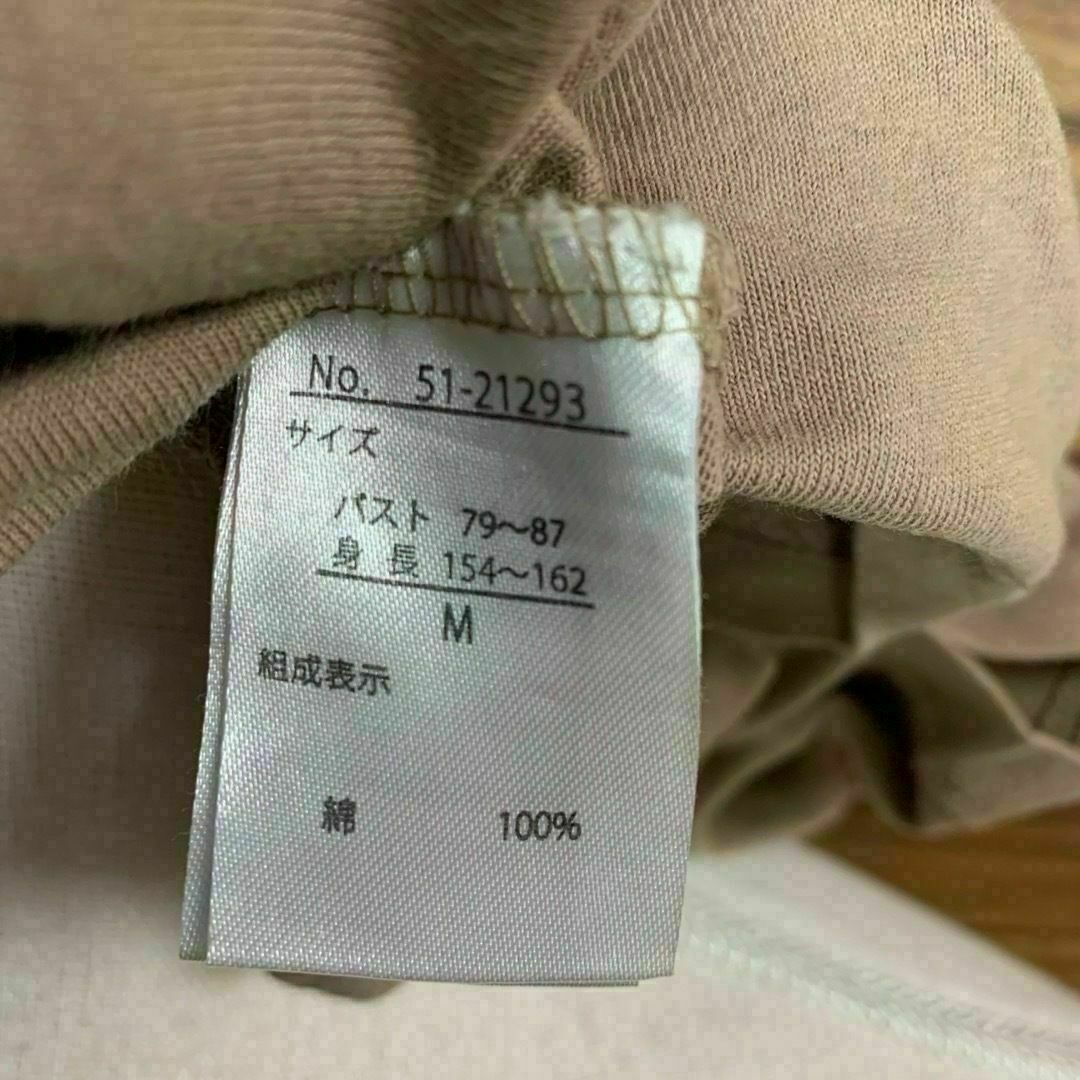 No. 51-21293
サイズ
バスト 79～87
身長 154～162
M
組成表示
綿 100%